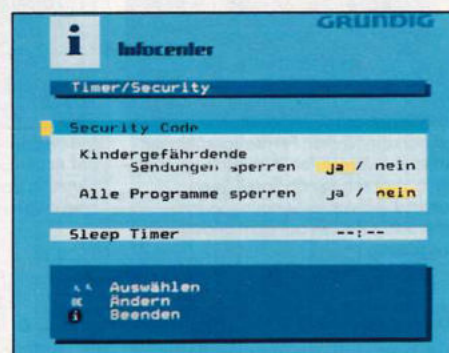 GRUNDIG
i Infocenter
Timer/Security
Security Code
Kindergefährdende
Sendungen sperren ja / nein
Alle Programme sperren ja / nein
Sleep Timer --:--
Auswählen
OK Ändern
i Beenden